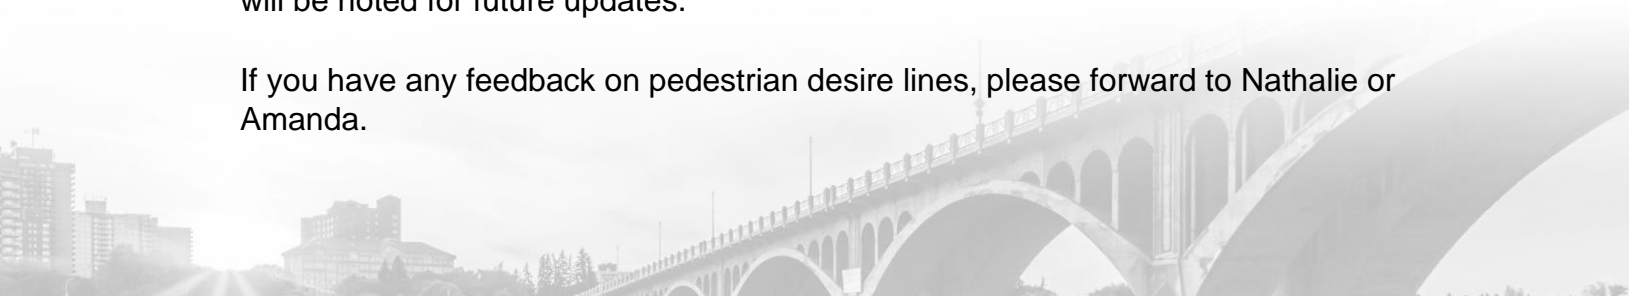 will be noted for future updates.
If you have any feedback on pedestrian desire lines, please forward to Nathalie or
Amanda.